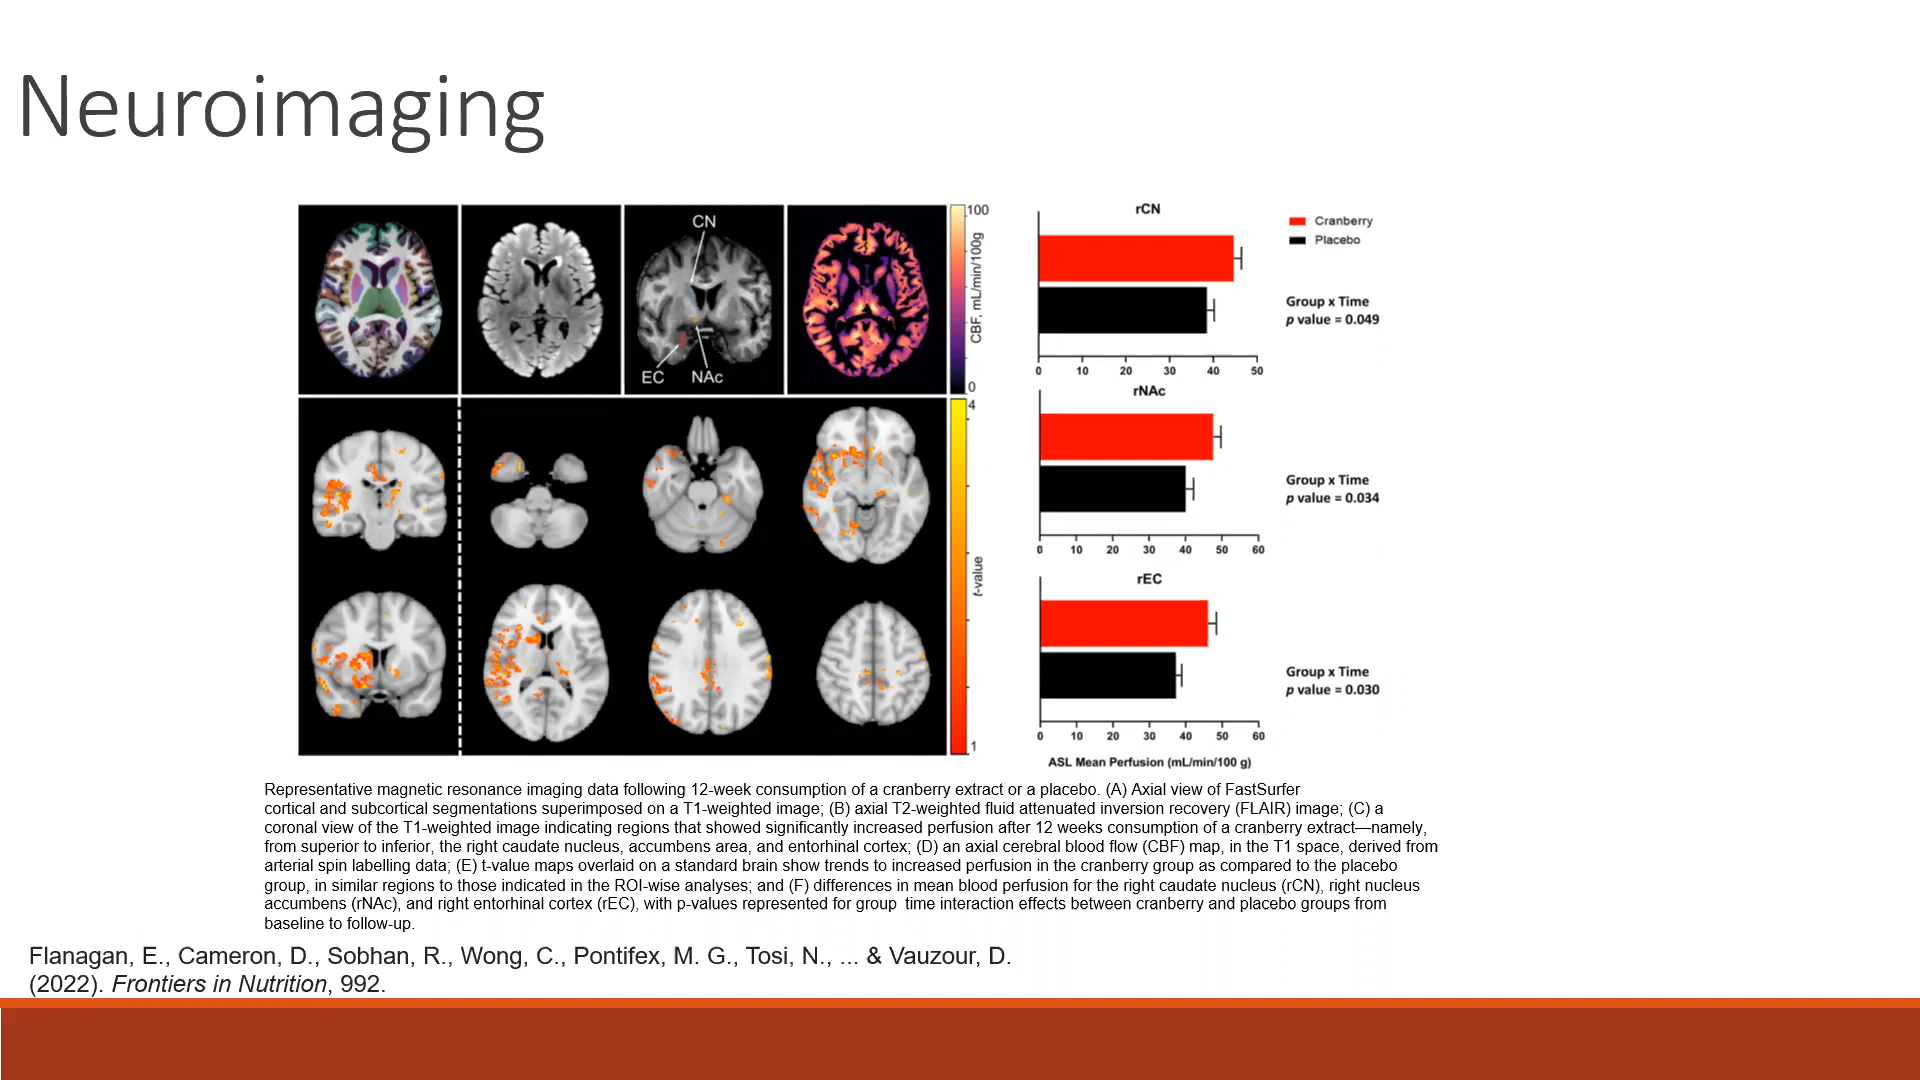 Neuroimaging
CN
EC
NAc
100
CBF, mL/min/100g
0
4
t-value
1
rCN
Cranberry
Placebo
Group x Time
p value = 0.049
0 10 20 30 40 50
rNAc
Group x Time
p value = 0.034
0 10 20 30 40 50 60
rEC
Group x Time
p value = 0.030
0 10 20 30 40 50 60
ASL Mean Perfusion (mL/min/100 g)
Representative magnetic resonance imaging data following 12-week consumption of a cranberry extract or a placebo. (A) Axial view of FastSurfer
cortical and subcortical segmentations superimposed on a T1-weighted image; (B) axial T2-weighted fluid attenuated inversion recovery (FLAIR) image; (C) a
coronal view of the T1-weighted image indicating regions that showed significantly increased perfusion after 12 weeks consumption of a cranberry extract—namely,
from superior to inferior, the right caudate nucleus, accumbens area, and entorhinal cortex; (D) an axial cerebral blood flow (CBF) map, in the T1 space, derived from
arterial spin labelling data; (E) t-value maps overlaid on a standard brain show trends to increased perfusion in the cranberry group as compared to the placebo
group, in similar regions to those indicated in the ROI-wise analyses; and (F) differences in mean blood perfusion for the right caudate nucleus (rCN), right nucleus
accumbens (rNAc), and right entorhinal cortex (rEC), with p-values represented for group time interaction effects between cranberry and placebo groups from
baseline to follow-up.
Flanagan, E., Cameron, D., Sobhan, R., Wong, C., Pontifex, M. G., Tosi, N., ... & Vauzour, D.
(2022). Frontiers in Nutrition, 992.